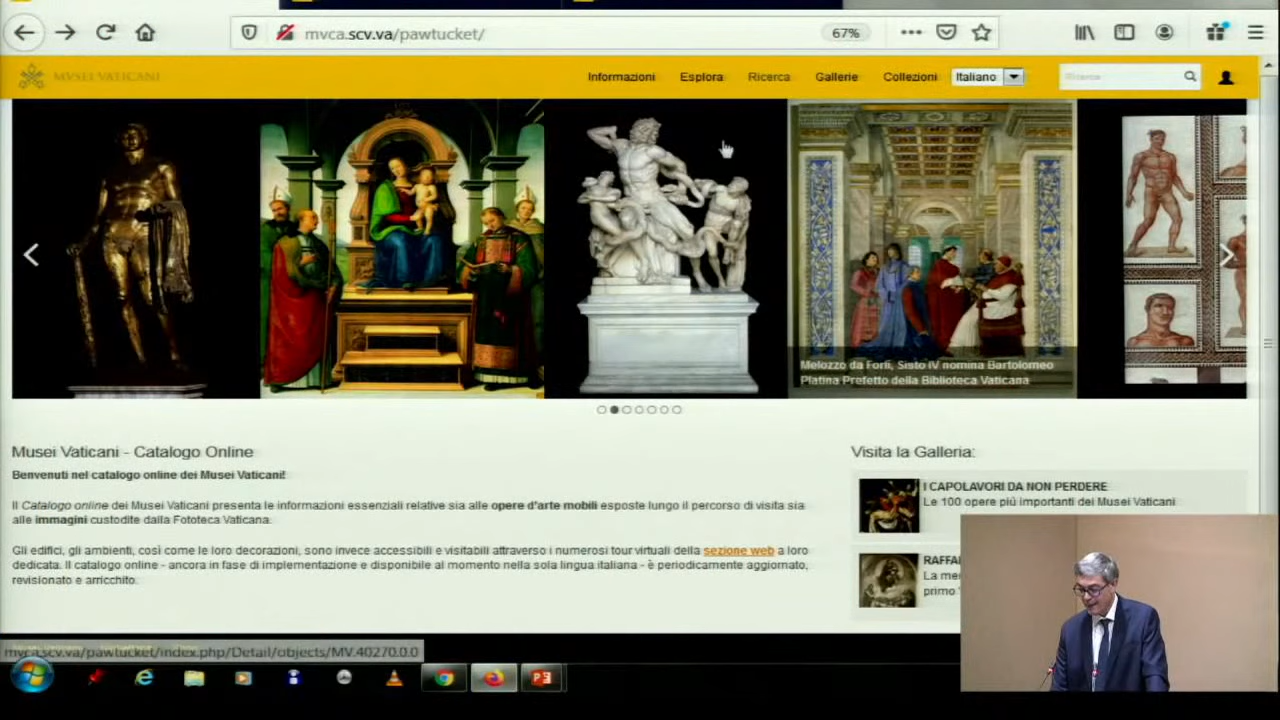 mvca.scv.va/pawtucket/
67%
MVSEI VATICANI
Informazioni
Esplora
Ricerca
Gallerie
Collezioni
Italiano
Ricerca
Melozzo da Forlì, Sisto IV nomina Bartolomeo
Platina Prefetto della Biblioteca Vaticana
Musei Vaticani - Catalogo Online
Benvenuti nel catalogo online dei Musei Vaticani!
Il Catalogo online dei Musei Vaticani presenta le informazioni essenziali relative sia alle opere d'arte mobili esposte lungo il percorso di visita sia
alle immagini custodite dalla Fototeca Vaticana.
Gli edifici, gli ambienti, così come le loro decorazioni, sono invece accessibili e visitabili attraverso i numerosi tour virtuali della sezione web a loro
dedicata. Il catalogo online - ancora in fase di implementazione e disponibile al momento nella sola lingua italiana - è periodicamente aggiornato,
revisionato e arricchito.
Visita la Galleria:
I CAPOLAVORI DA NON PERDERE
Le 100 opere più importanti dei Musei Vaticani
RAFFA
La me
primo
mvca.scv.va/pawtucket/index.php/Detail/objects/MV.40270.0.0